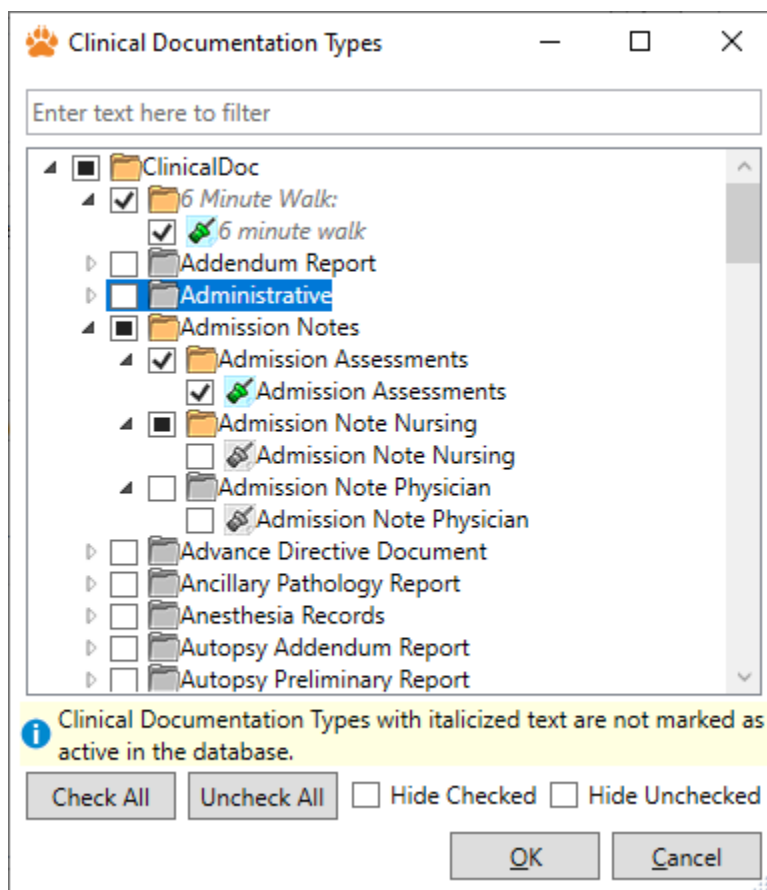 Clinical Documentation Types
Enter text here to filter
ClinicalDoc
6 Minute Walk:
6 minute walk
Addendum Report
Administrative
Admission Notes
Admission Assessments
Admission Assessments
Admission Note Nursing
Admission Note Nursing
Admission Note Physician
Admission Note Physician
Advance Directive Document
Ancillary Pathology Report
Anesthesia Records
Autopsy Addendum Report
Autopsy Preliminary Report
Clinical Documentation Types with italicized text are not marked as
active in the database.
Check All Uncheck All Hide Checked Hide Unchecked
OK Cancel